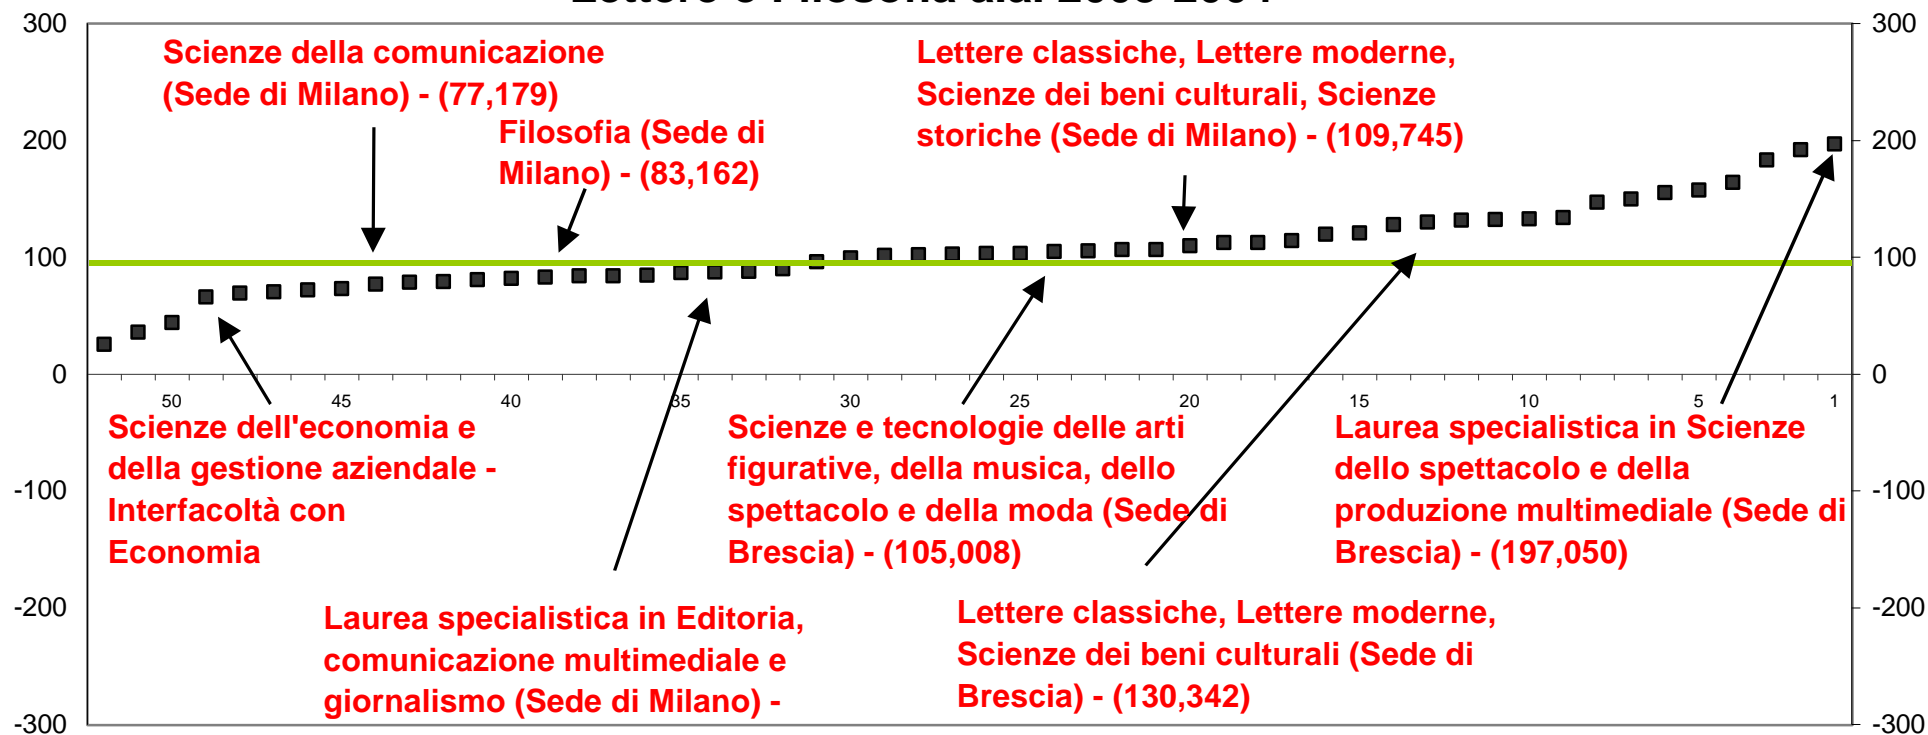 300
300
Scienze della comunicazione
(Sede di Milano) - (77,179)
Lettere classiche, Lettere moderne,
Scienze dei beni culturali, Scienze
storiche (Sede di Milano) - (109,745)
Filosofia (Sede di
Milano) - (83,162)
200
200
100
100
0
0
50
45
40
35
30
25
20
15
10
5
1
Scienze dell'economia e
della gestione aziendale -
Interfacoltà con
Economia
Scienze e tecnologie delle arti
figurative, della musica, dello
spettacolo e della moda (Sede di
Brescia) - (105,008)
Laurea specialistica in Scienze
dello spettacolo e della
produzione multimediale (Sede di
Brescia) - (197,050)
-100
-100
-200
-200
Laurea specialistica in Editoria,
comunicazione multimediale e
giornalismo (Sede di Milano) -
Lettere classiche, Lettere moderne,
Scienze dei beni culturali (Sede di
Brescia) - (130,342)
-300
-300